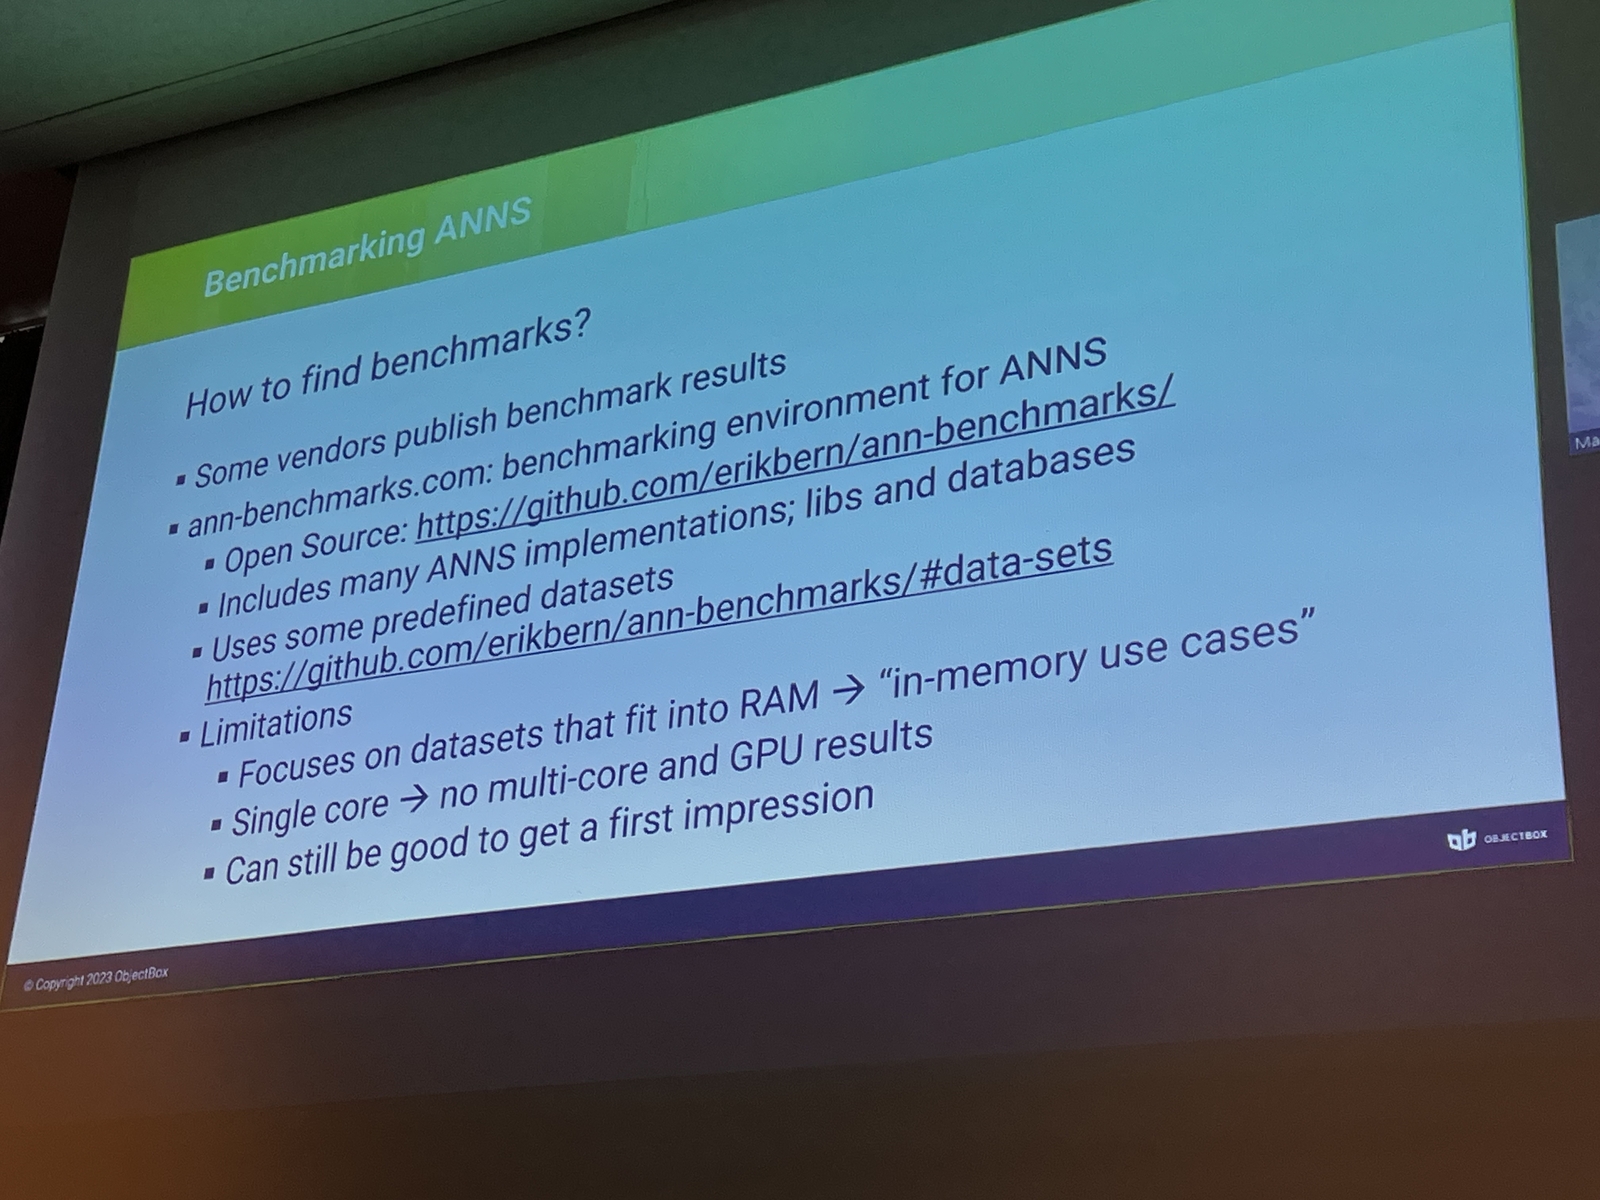 Benchmarking ANNS
How to find benchmarks?
▪ Some vendors publish benchmark results
▪ ann-benchmarks.com: benchmarking environment for ANNS
▪ Open Source: https://github.com/erikbern/ann-benchmarks/
▪ Includes many ANNS implementations; libs and databases
▪ Uses some predefined datasets
https://github.com/erikbern/ann-benchmarks/#data-sets
▪ Limitations
▪ Focuses on datasets that fit into RAM → “in-memory use cases”
▪ Single core → no multi-core and GPU results
▪ Can still be good to get a first impression
OBJECTBOX
© Copyright 2023 ObjectBox